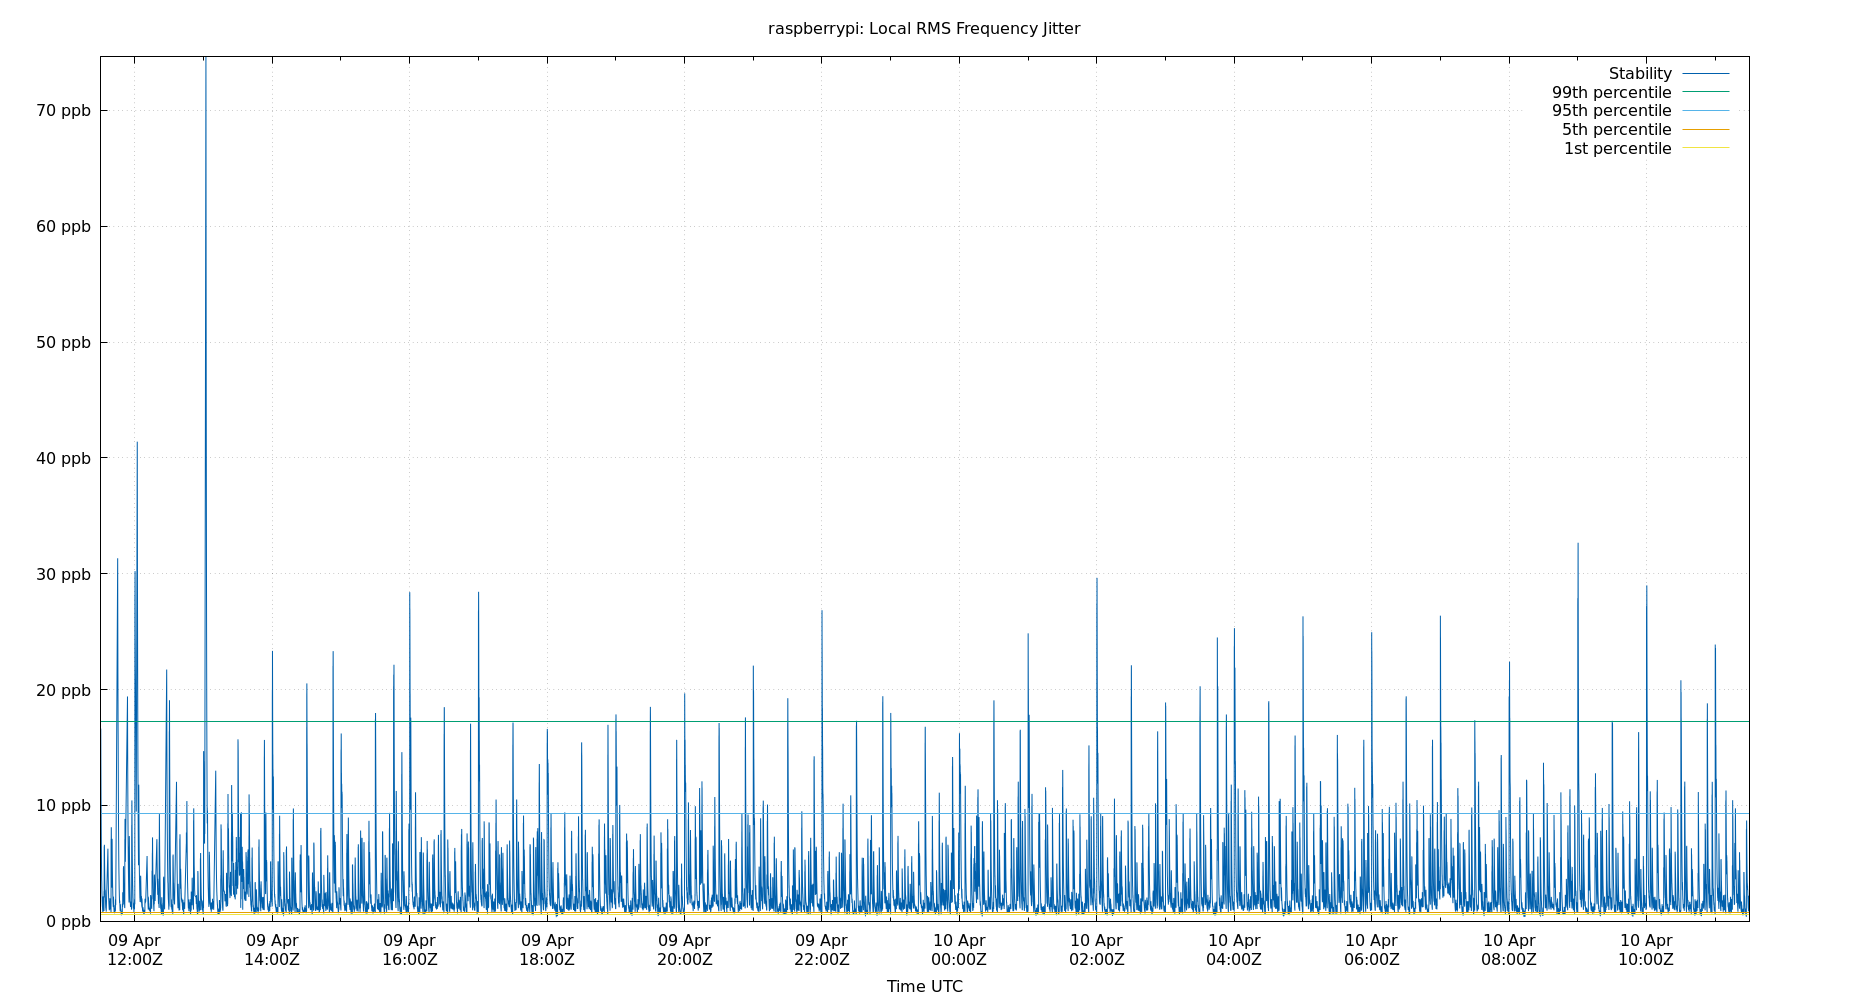 raspberrypi: Local RMS Frequency Jitter
Stability
99th percentile
95th percentile
5th percentile
1st percentile
70 ppb
60 ppb
50 ppb
40 ppb
30 ppb
20 ppb
10 ppb
0 ppb
09 Apr 09 Apr 09 Apr 09 Apr 09 Apr 09 Apr 10 Apr 10 Apr 10 Apr 10 Apr 10 Apr 10 Apr
12:00Z 14:00Z 16:00Z 18:00Z 20:00Z 22:00Z 00:00Z 02:00Z 04:00Z 06:00Z 08:00Z 10:00Z
Time UTC